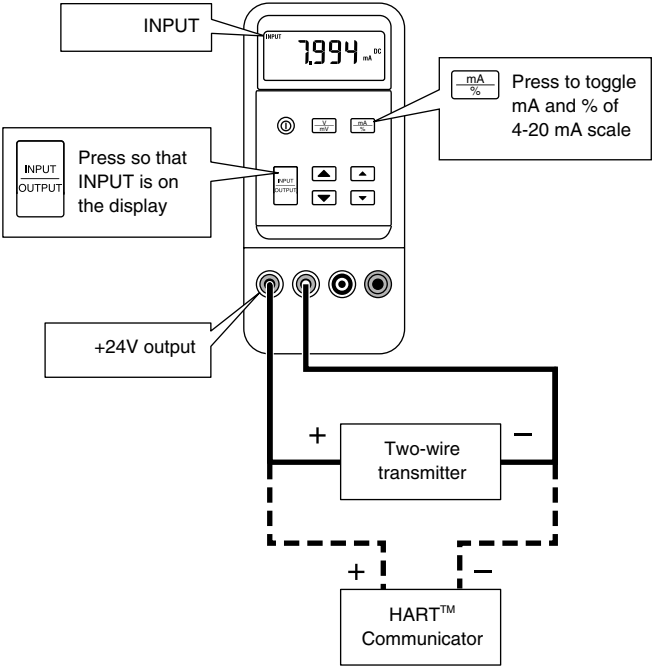 INPUT
INPUT
7.994 mA DC
mA
%
Press to toggle
mA and % of
4-20 mA scale
V
mV
mA
%
INPUT
OUTPUT
Press so that
INPUT is on
the display
INPUT
OUTPUT
+24V output
+
−
Two-wire
transmitter
+
−
HART™
Communicator